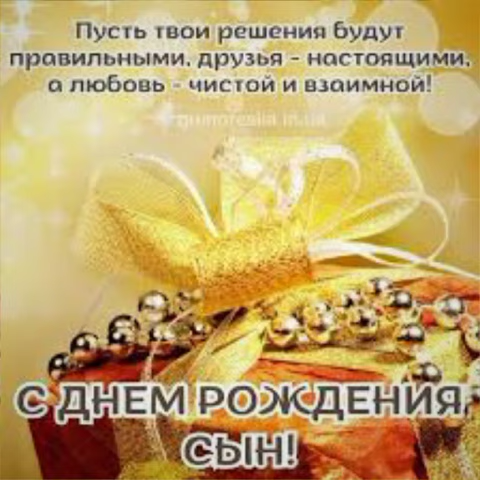 Пусть твои решения будут
правильными, друзья - настоящими,
а любовь - чистой и взаимной!
С ДНЕМ РОЖДЕНИЯ,
СЫН!